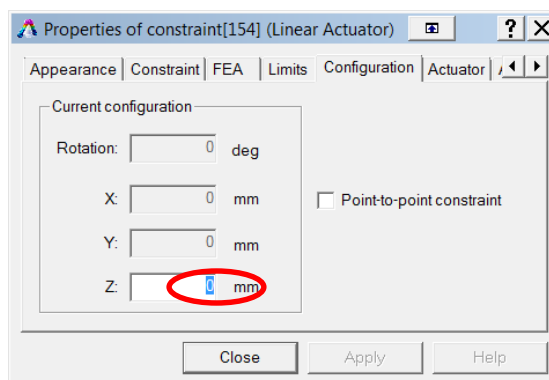 Properties of constraint[154] (Linear Actuator) ? X
Appearance Constraint FEA Limits Configuration Actuator
Current configuration
Rotation: 0 deg
X: 0 mm Point-to-point constraint
Y: 0 mm
Z: 0 mm
Close Apply Help